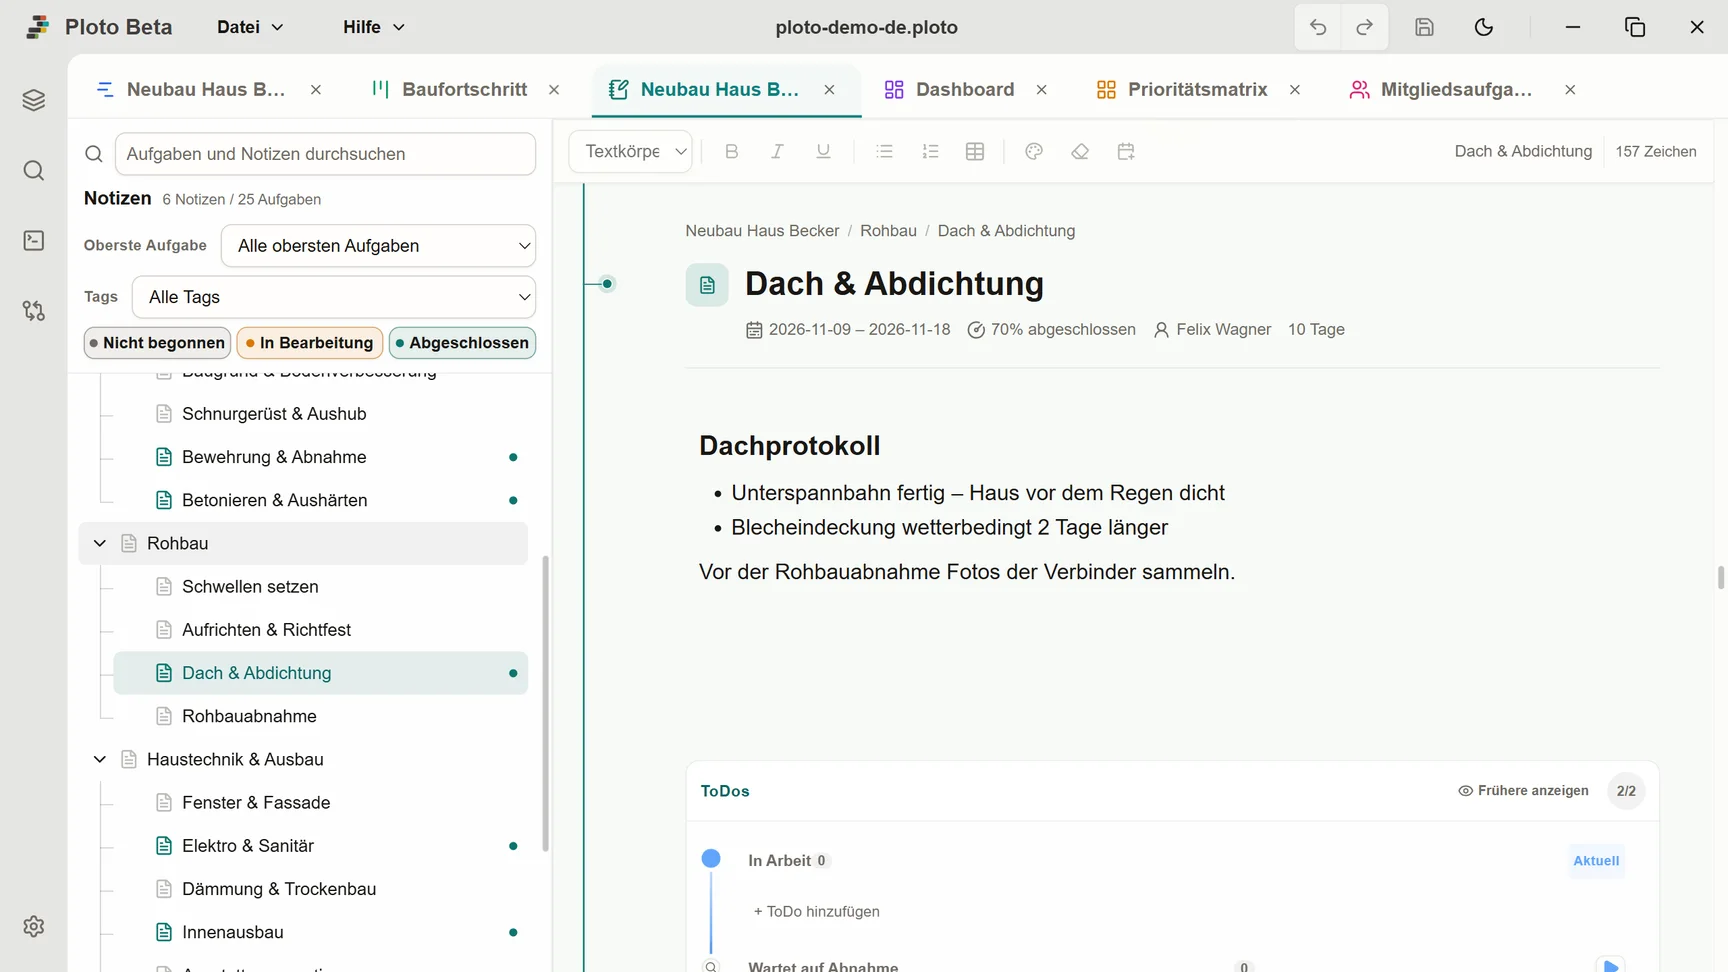 Ploto Beta
Datei
Hilfe
ploto-demo-de.ploto
Neubau Haus B...
Baufortschritt
Neubau Haus B...
Dashboard
Prioritätsmatrix
Mitgliedsaufga...
Aufgaben und Notizen durchsuchen
Notizen 6 Notizen / 25 Aufgaben
Oberste Aufgabe Alle obersten Aufgaben
Tags Alle Tags
Nicht begonnen In Bearbeitung Abgeschlossen
Baugrund & Bodenverbesserung
Schnurgerüst & Aushub
Bewehrung & Abnahme
Betonieren & Aushärten
Rohbau
Schwellen setzen
Aufrichten & Richtfest
Dach & Abdichtung
Rohbauabnahme
Haustechnik & Ausbau
Fenster & Fassade
Elektro & Sanitär
Dämmung & Trockenbau
Innenausbau
Textkörpe
B I U
Dach & Abdichtung 157 Zeichen
Neubau Haus Becker / Rohbau / Dach & Abdichtung
Dach & Abdichtung
2026-11-09 – 2026-11-18 70% abgeschlossen Felix Wagner 10 Tage
Dachprotokoll
• Unterspannbahn fertig – Haus vor dem Regen dicht
• Blecheindeckung wetterbedingt 2 Tage länger
Vor der Rohbauabnahme Fotos der Verbinder sammeln.
ToDos Frühere anzeigen 2/2
In Arbeit 0 Aktuell
+ ToDo hinzufügen
Wartet auf Abnahme 0